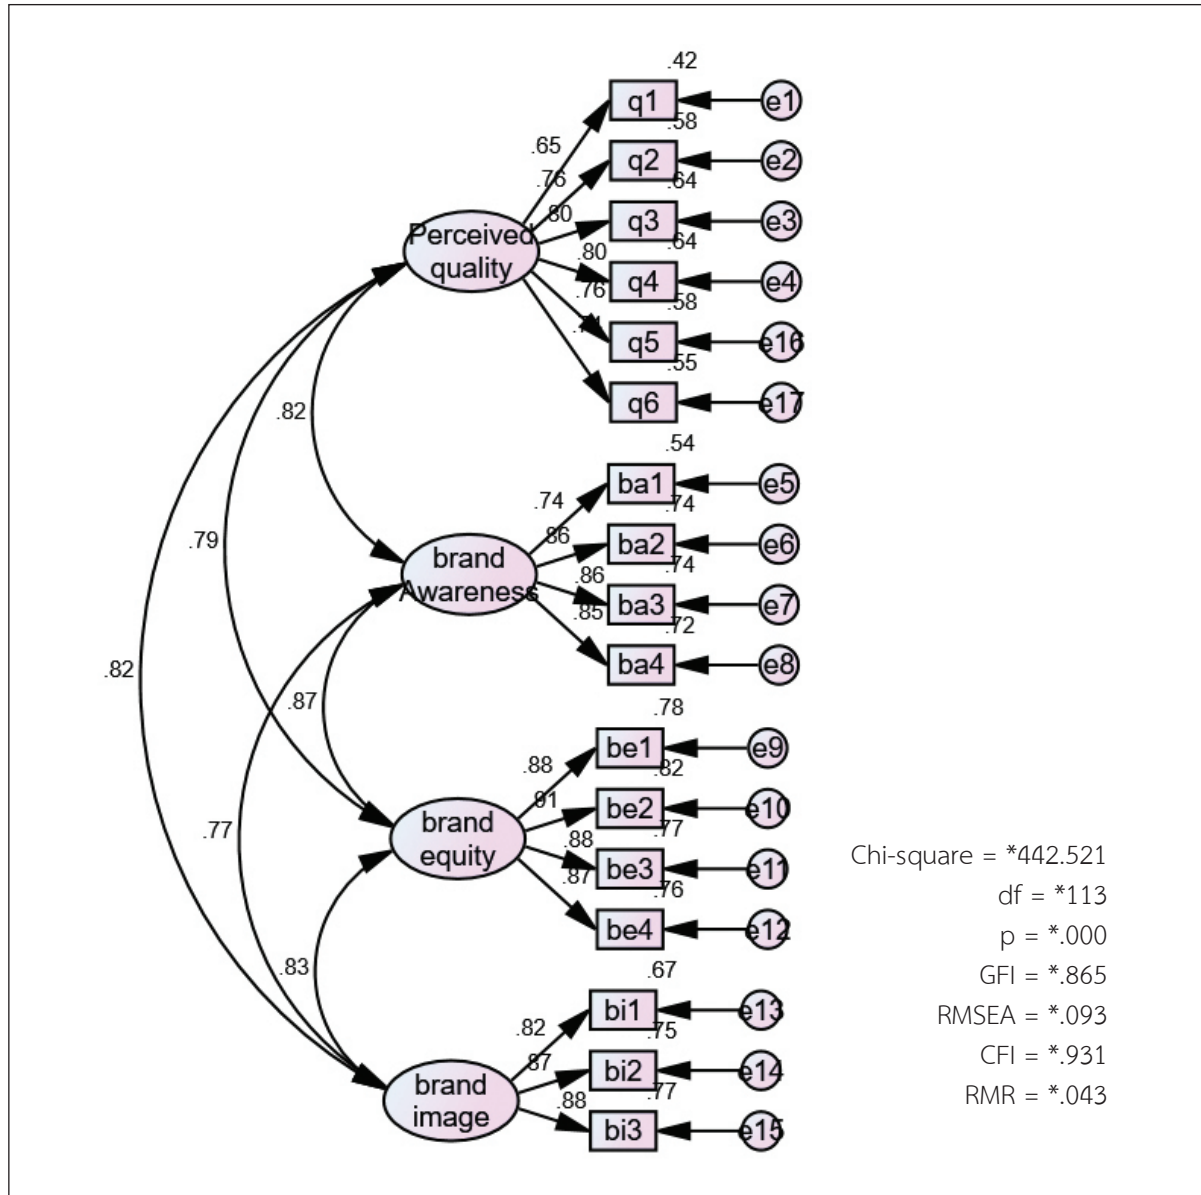 .42
q1
e1
.65
.58
q2
e2
.76
.64
q3
e3
.80
.64
q4
e4
.80
.58
q5
e16
.76
.55
q6
e17
Perceived
quality
.82
.54
ba1
e5
.74
.74
ba2
e6
.86
.74
ba3
e7
.86
.72
ba4
e8
.85
brand
Awareness
.79
.82
.87
.78
be1
e9
.88
.82
be2
e10
.91
.77
be3
e11
.88
.76
be4
e12
.87
brand
equity
.77
.83
.67
bi1
e13
.82
.75
bi2
e14
.87
.77
bi3
e15
.88
brand
image
Chi-square = *442.521
df = *113
p = *.000
GFI = *.865
RMSEA = *.093
CFI = *.931
RMR = *.043